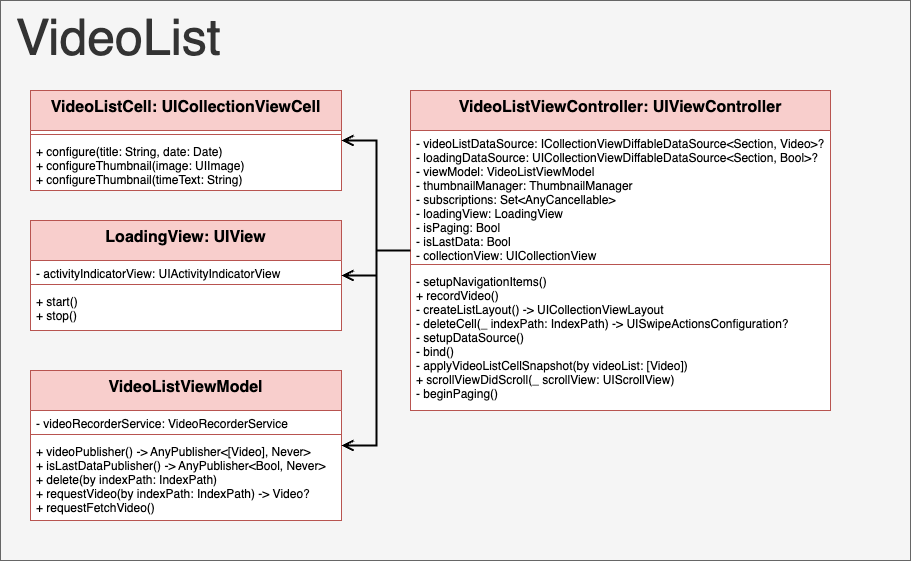 VideoList
VideoListCell: UICollectionViewCell
+ configure(title: String, date: Date)
+ configureThumbnail(image: UIImage)
+ configureThumbnail(timeText: String)
LoadingView: UIView
- activityIndicatorView: UIActivityIndicatorView
+ start()
+ stop()
VideoListViewModel
- videoRecorderService: VideoRecorderService
+ videoPublisher() -> AnyPublisher<[Video], Never>
+ isLastDataPublisher() -> AnyPublisher<Bool, Never>
+ delete(by indexPath: IndexPath)
+ requestVideo(by indexPath: IndexPath) -> Video?
+ requestFetchVideo()
VideoListViewController: UIViewController
- videoListDataSource: ICollectionViewDiffableDataSource<Section, Video>?
- loadingDataSource: UICollectionViewDiffableDataSource<Section, Bool>?
- viewModel: VideoListViewModel
- thumbnailManager: ThumbnailManager
- subscriptions: Set<AnyCancellable>
- loadingView: LoadingView
- isPaging: Bool
- isLastData: Bool
- collectionView: UICollectionView
- setupNavigationItems()
+ recordVideo()
- createListLayout() -> UICollectionViewLayout
- deleteCell(_ indexPath: IndexPath) -> UISwipeActionsConfiguration?
- setupDataSource()
- bind()
- applyVideoListCellSnapshot(by videoList: [Video])
+ scrollViewDidScroll(_ scrollView: UIScrollView)
- beginPaging()